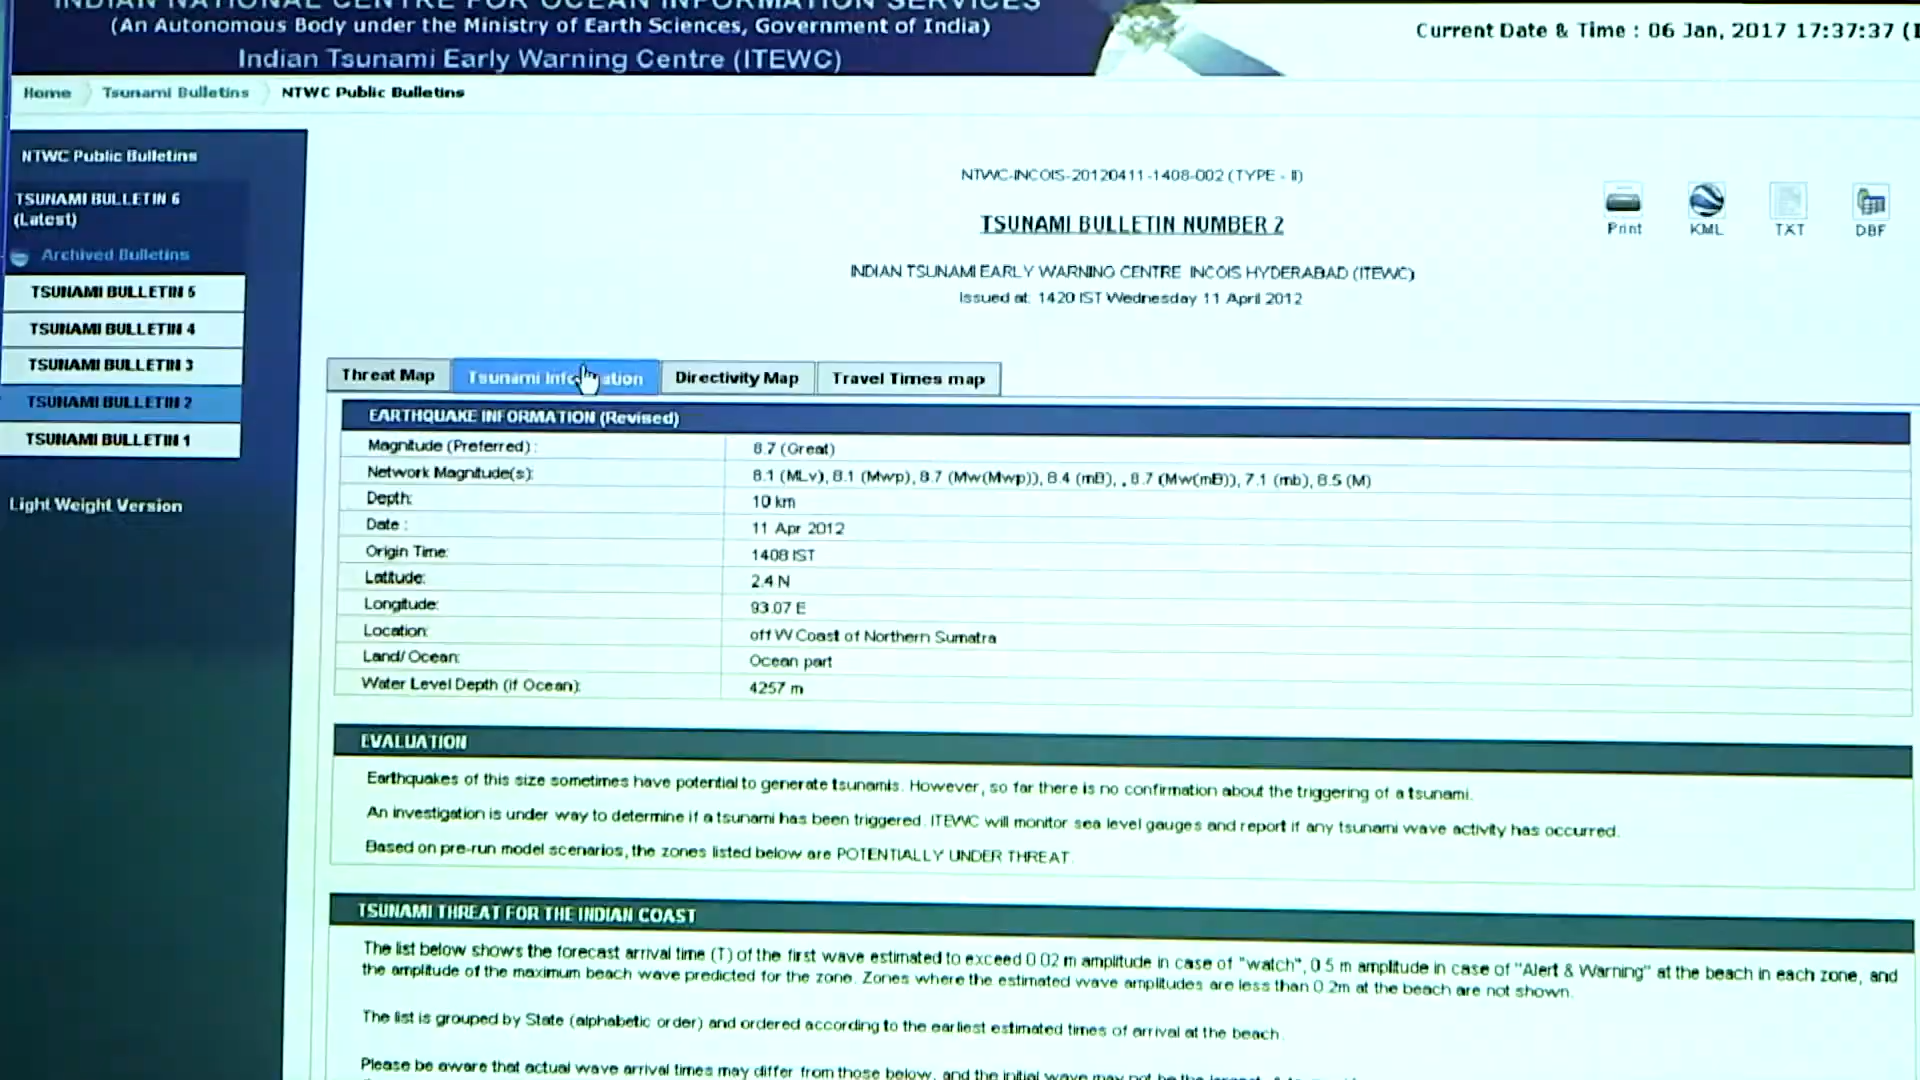 INDIAN NATIONAL CENTRE FOR OCEAN INFORMATION SERVICES
(An Autonomous Body under the Ministry of Earth Sciences, Government of India)
Indian Tsunami Early Warning Centre (ITEWC)
Current Date & Time : 06 Jan, 2017 17:37:37
Home
Tsunami Bulletins
NTWC Public Bulletins
NTWC Public Bulletins
TSUNAMI BULLETIN 6
(Latest)
Archived Bulletins
TSUNAMI BULLETIN 5
TSUNAMI BULLETIN 4
TSUNAMI BULLETIN 3
TSUNAMI BULLETIN 2
TSUNAMI BULLETIN 1
Light Weight Version
NTWC-INCOIS-20120411-1408-002 (TYPE - II)
TSUNAMI BULLETIN NUMBER 2
INDIAN TSUNAMI EARLY WARNING CENTRE INCOIS HYDERABAD (ITEWC)
Issued at: 1420 IST Wednesday 11 April 2012
Print
KML
TXT
DBF
Threat Map
Tsunami Information
Directivity Map
Travel Times map
EARTHQUAKE INFORMATION (Revised)
Magnitude (Preferred) : 8.7 (Great)
Network Magnitude(s): 8.1 (MLv), 8.1 (Mwp), 8.7 (Mw(Mwp)), 8.4 (mB), , 8.7 (Mw(mB)), 7.1 (mb), 8.5 (M)
Depth: 10 km
Date : 11 Apr 2012
Origin Time: 1408 IST
Latitude: 2.4 N
Longitude: 93.07 E
Location: off W Coast of Northern Sumatra
Land/Ocean: Ocean part
Water Level Depth (if Ocean): 4257 m
EVALUATION
Earthquakes of this size sometimes have potential to generate tsunamis. However, so far there is no confirmation about the triggering of a tsunami.
An investigation is under way to determine if a tsunami has been triggered. ITEWC will monitor sea level gauges and report if any tsunami wave activity has occurred.
Based on pre-run model scenarios, the zones listed below are POTENTIALLY UNDER THREAT.
TSUNAMI THREAT FOR THE INDIAN COAST
The list below shows the forecast arrival time (T) of the first wave estimated to exceed 0.02 m amplitude in case of "watch", 0.5 m amplitude in case of "Alert & Warning" at the beach in each zone, and
the amplitude of the maximum beach wave predicted for the zone. Zones where the estimated wave amplitudes are less than 0.2m at the beach are not shown.
The list is grouped by State (alphabetic order) and ordered according to the earliest estimated times of arrival at the beach.
Please be aware that actual wave arrival times may differ from those below, and the initial wave may not be the largest.